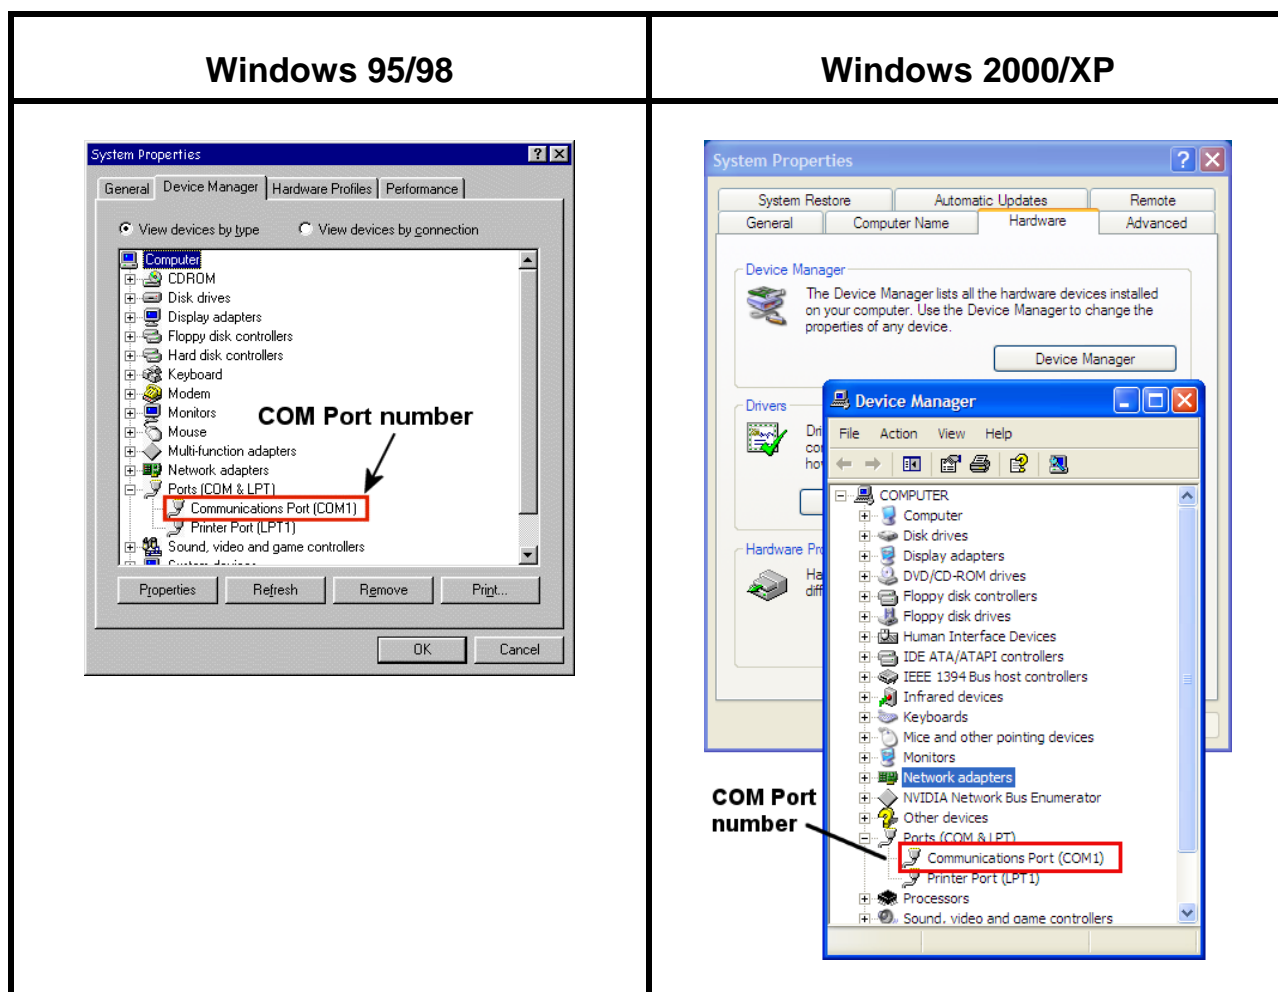 Windows 95/98
Windows 2000/XP
System Properties
General Device Manager Hardware Profiles Performance
View devices by type View devices by connection
Computer
CDROM
Disk drives
Display adapters
Floppy disk controllers
Hard disk controllers
Keyboard
Modem
Monitors
COM Port number
Mouse
Multi-function adapters
Network adapters
Ports (COM & LPT)
Communications Port (COM1)
Printer Port (LPT1)
Sound, video and game controllers
System devices
Properties Refresh Remove Print...
OK Cancel
System Properties
System Restore Automatic Updates Remote
General Computer Name Hardware Advanced
Device Manager
The Device Manager lists all the hardware devices installed
on your computer. Use the Device Manager to change the
properties of any device.
Device Manager
Drivers
Hardware
Device Manager
File Action View Help
COMPUTER
Computer
Disk drives
Display adapters
DVD/CD-ROM drives
Floppy disk controllers
Floppy disk drives
Human Interface Devices
IDE ATA/ATAPI controllers
IEEE 1394 Bus host controllers
Infrared devices
Keyboards
Mice and other pointing devices
Monitors
Network adapters
NVIDIA Network Bus Enumerator
Other devices
Ports (COM & LPT)
Communications Port (COM1)
Printer Port (LPT1)
Processors
Sound, video and game controllers
COM Port
number